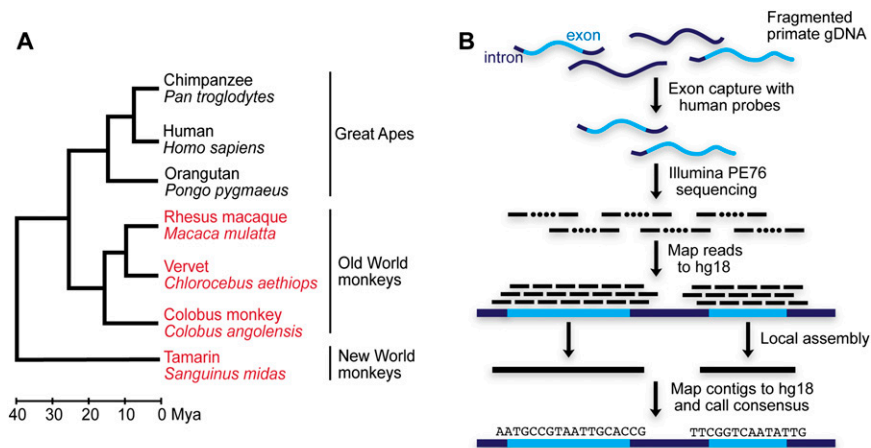 A
Chimpanzee
Pan troglodytes
Human
Homo sapiens
Orangutan
Pongo pygmaeus
Great Apes
Rhesus macaque
Macaca mulatta
Vervet
Chlorocebus aethiops
Colobus monkey
Colobus angolensis
Old World
monkeys
Tamarin
Sanguinus midas
New World
monkeys
40 30 20 10 0 Mya
B
Fragmented
primate gDNA
exon
intron
Exon capture with
human probes
Illumina PE76
sequencing
Map reads
to hg18
Local assembly
Map contigs to hg18
and call consensus
AATGCCGTAATTGCACCG TTCGGTCAATATTG